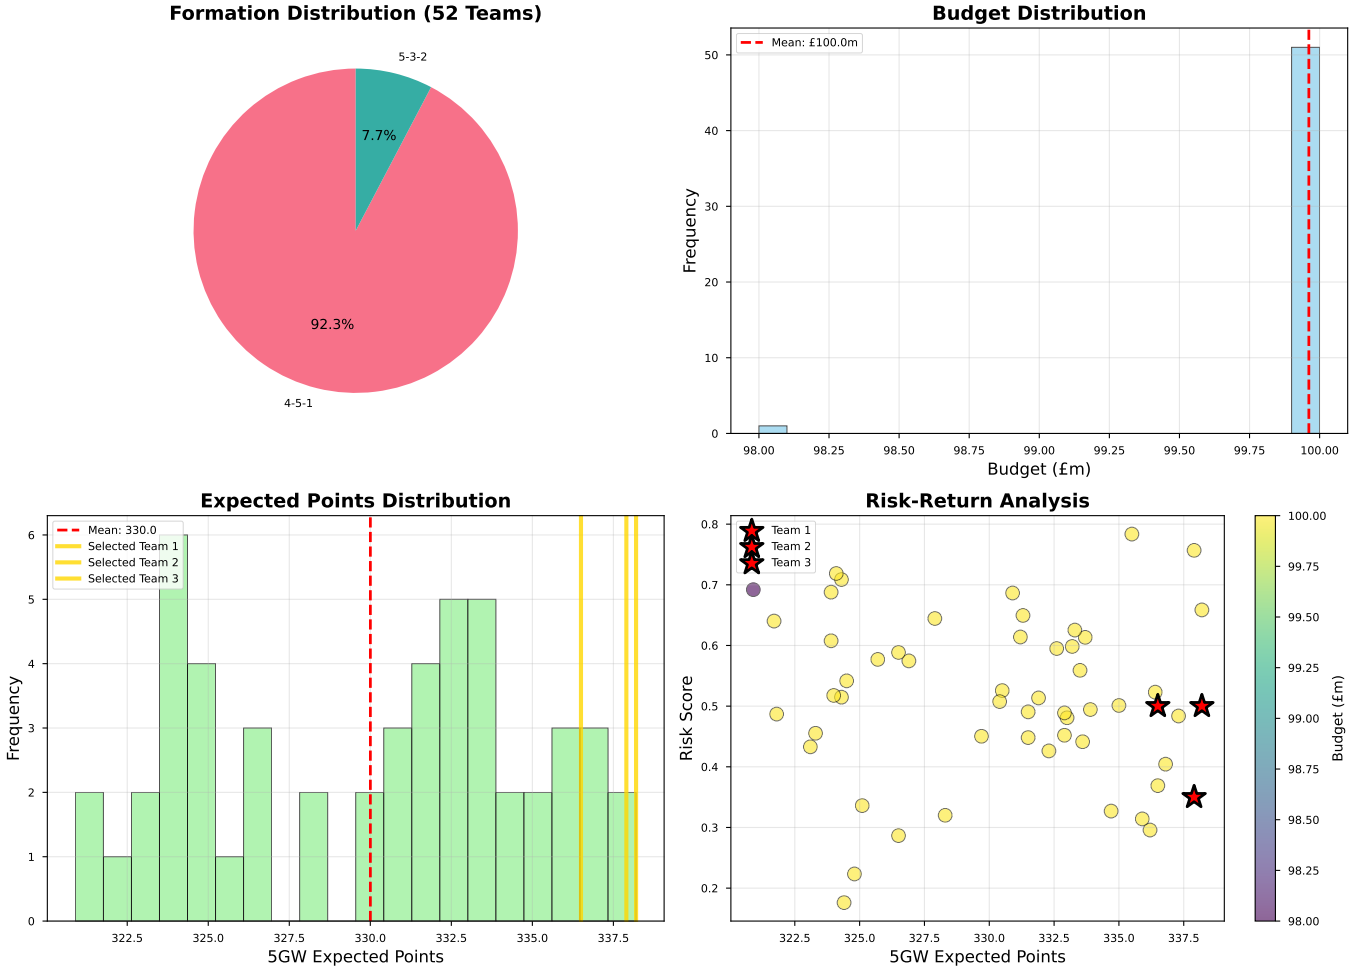 Formation Distribution (52 Teams)
5-3-2
7.7%
92.3%
4-5-1
Budget Distribution
Mean: £100.0m
Frequency
50
40
30
20
10
0
98.00 98.25 98.50 98.75 99.00 99.25 99.50 99.75 100.00
Budget (£m)
Expected Points Distribution
Mean: 330.0
Selected Team 1
Selected Team 2
Selected Team 3
Frequency
6
5
4
3
2
1
0
322.5 325.0 327.5 330.0 332.5 335.0 337.5
5GW Expected Points
Risk-Return Analysis
Team 1
Team 2
Team 3
Risk Score
0.8
0.7
0.6
0.5
0.4
0.3
0.2
322.5 325.0 327.5 330.0 332.5 335.0 337.5
5GW Expected Points
100.00
99.75
99.50
99.25
99.00
98.75
98.50
98.25
98.00
Budget (£m)